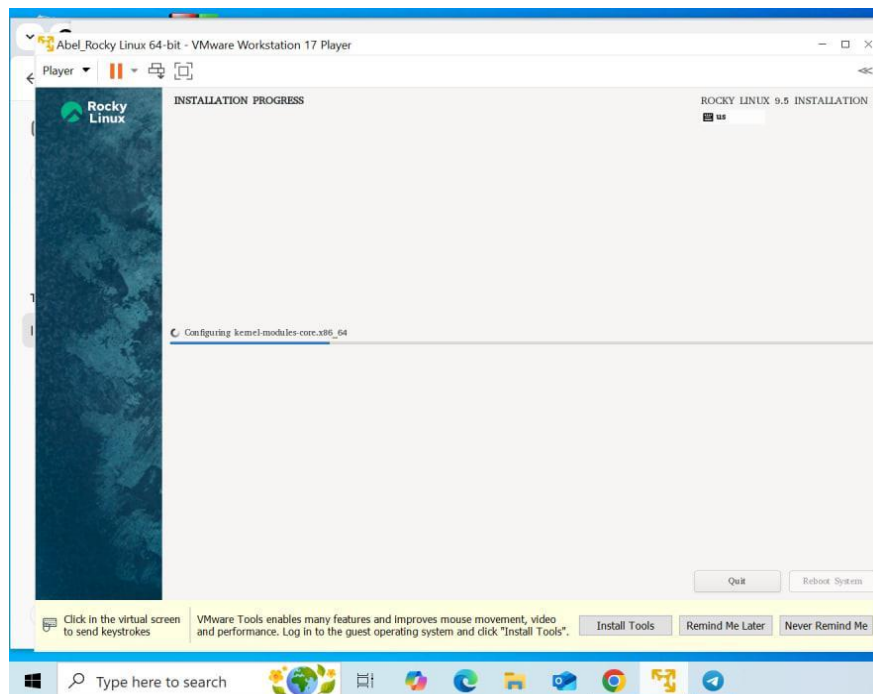 Abel_Rocky Linux 64-bit - VMware Workstation 17 Player
Player
Rocky
Linux
INSTALLATION PROGRESS
ROCKY LINUX 9.5 INSTALLATION
us
Configuring kernel-modules-core.x86_64
Quit
Reboot System
Click in the virtual screen
to send keystrokes
VMware Tools enables many features and improves mouse movement, video
and performance. Log in to the guest operating system and click "Install Tools".
Install Tools
Remind Me Later
Never Remind Me
Type here to search